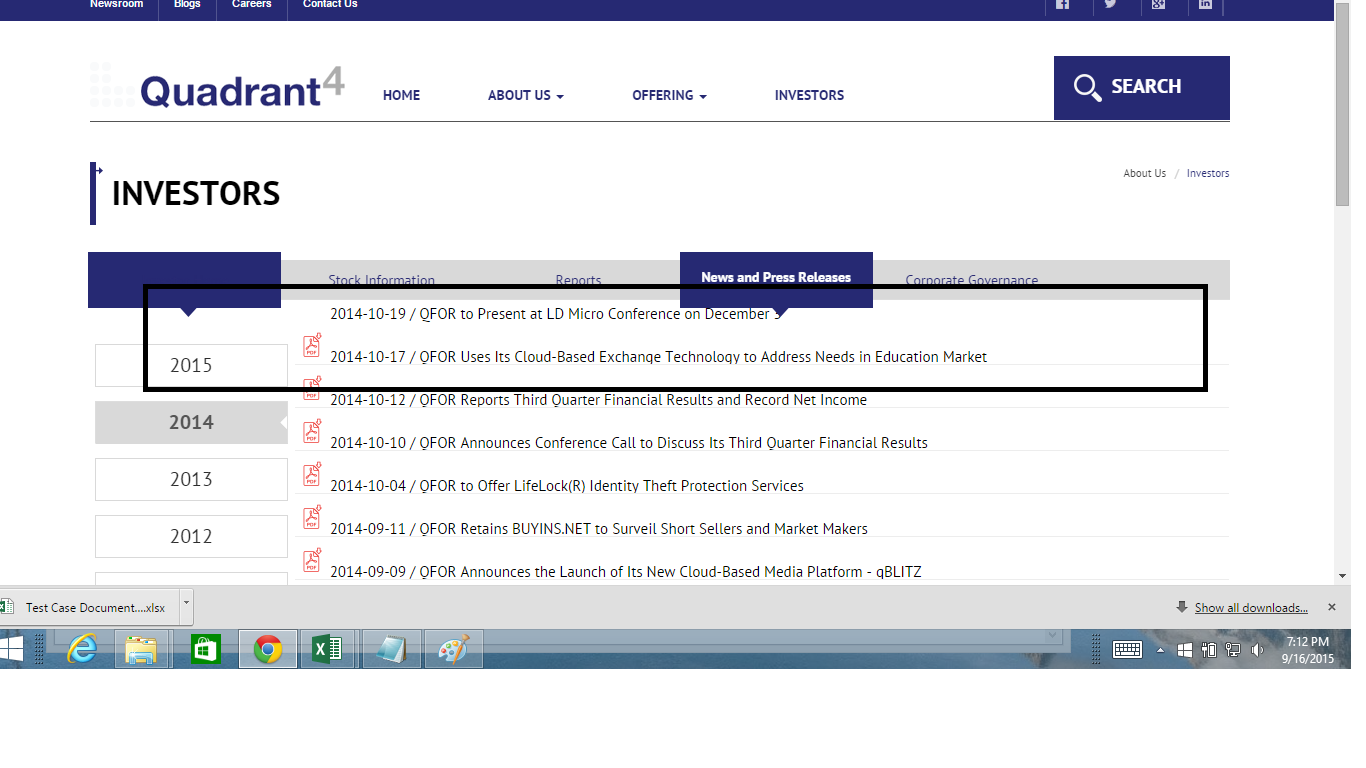 Newsroom Blogs Careers Contact Us
Quadrant4 HOME ABOUT US OFFERING INVESTORS SEARCH
About Us / Investors
INVESTORS
Stock Information Reports News and Press Releases Corporate Governance
2014-10-19 / QFOR to Present at LD Micro Conference on December
2014-10-17 / QFOR Uses Its Cloud-Based Exchange Technology to Address Needs in Education Market
2015
2014-10-12 / QFOR Reports Third Quarter Financial Results and Record Net Income
2014
2014-10-10 / QFOR Announces Conference Call to Discuss Its Third Quarter Financial Results
2013
2014-10-04 / QFOR to Offer LifeLock(R) Identity Theft Protection Services
2014-09-11 / QFOR Retains BUYINS.NET to Surveil Short Sellers and Market Makers
2012
2014-09-09 / QFOR Announces the Launch of Its New Cloud-Based Media Platform - qBLITZ
Test Case Document....xlsx Show all downloads...
7:12 PM
9/16/2015